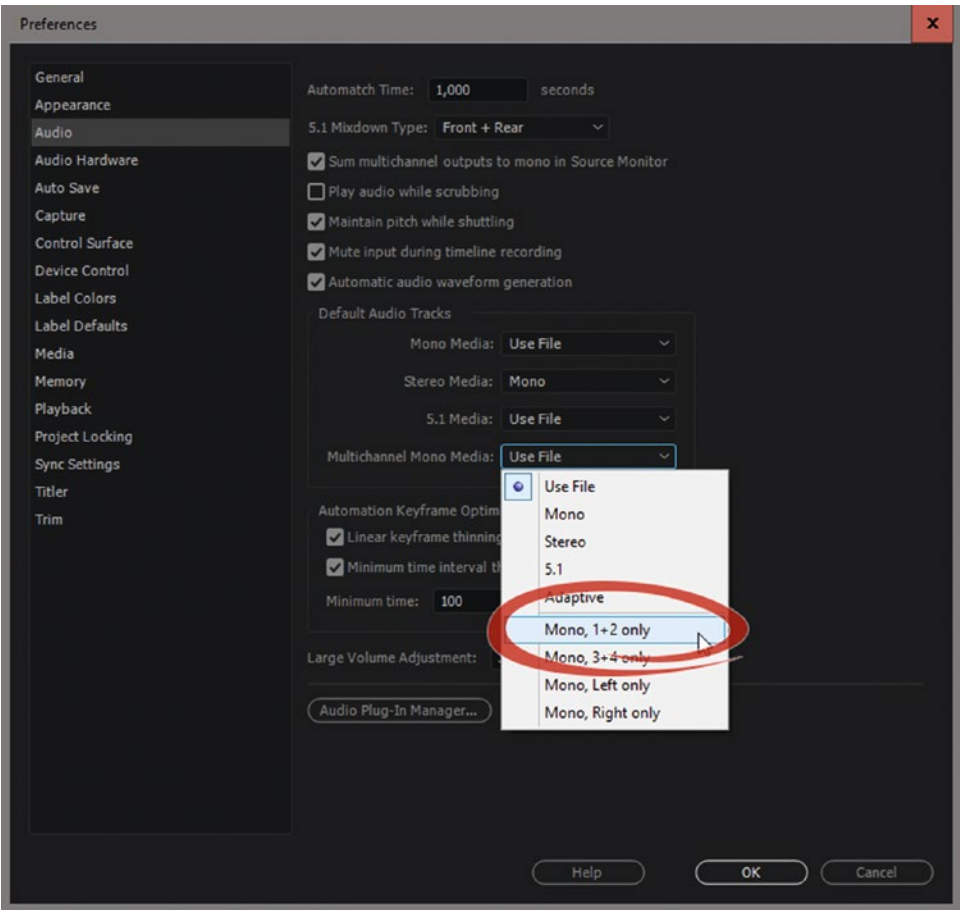 Preferences
x
General
Appearance
Audio
Audio Hardware
Auto Save
Capture
Control Surface
Device Control
Label Colors
Label Defaults
Media
Memory
Playback
Project Locking
Sync Settings
Titler
Trim
Automatch Time: 1,000 seconds
5.1 Mixdown Type: Front + Rear
Sum multichannel outputs to mono in Source Monitor
Play audio while scrubbing
Maintain pitch while shuttling
Mute input during timeline recording
Automatic audio waveform generation
Default Audio Tracks
Mono Media: Use File
Stereo Media: Mono
5.1 Media: Use File
Multichannel Mono Media: Use File
Use File
Mono
Stereo
5.1
Adaptive
Mono, 1+2 only
Mono, 3+4 only
Mono, Left only
Mono, Right only
Automation Keyframe Optim
Linear keyframe thinning
Minimum time interval th
Minimum time: 100
Large Volume Adjustment:
Audio Plug-In Manager...
Help OK Cancel